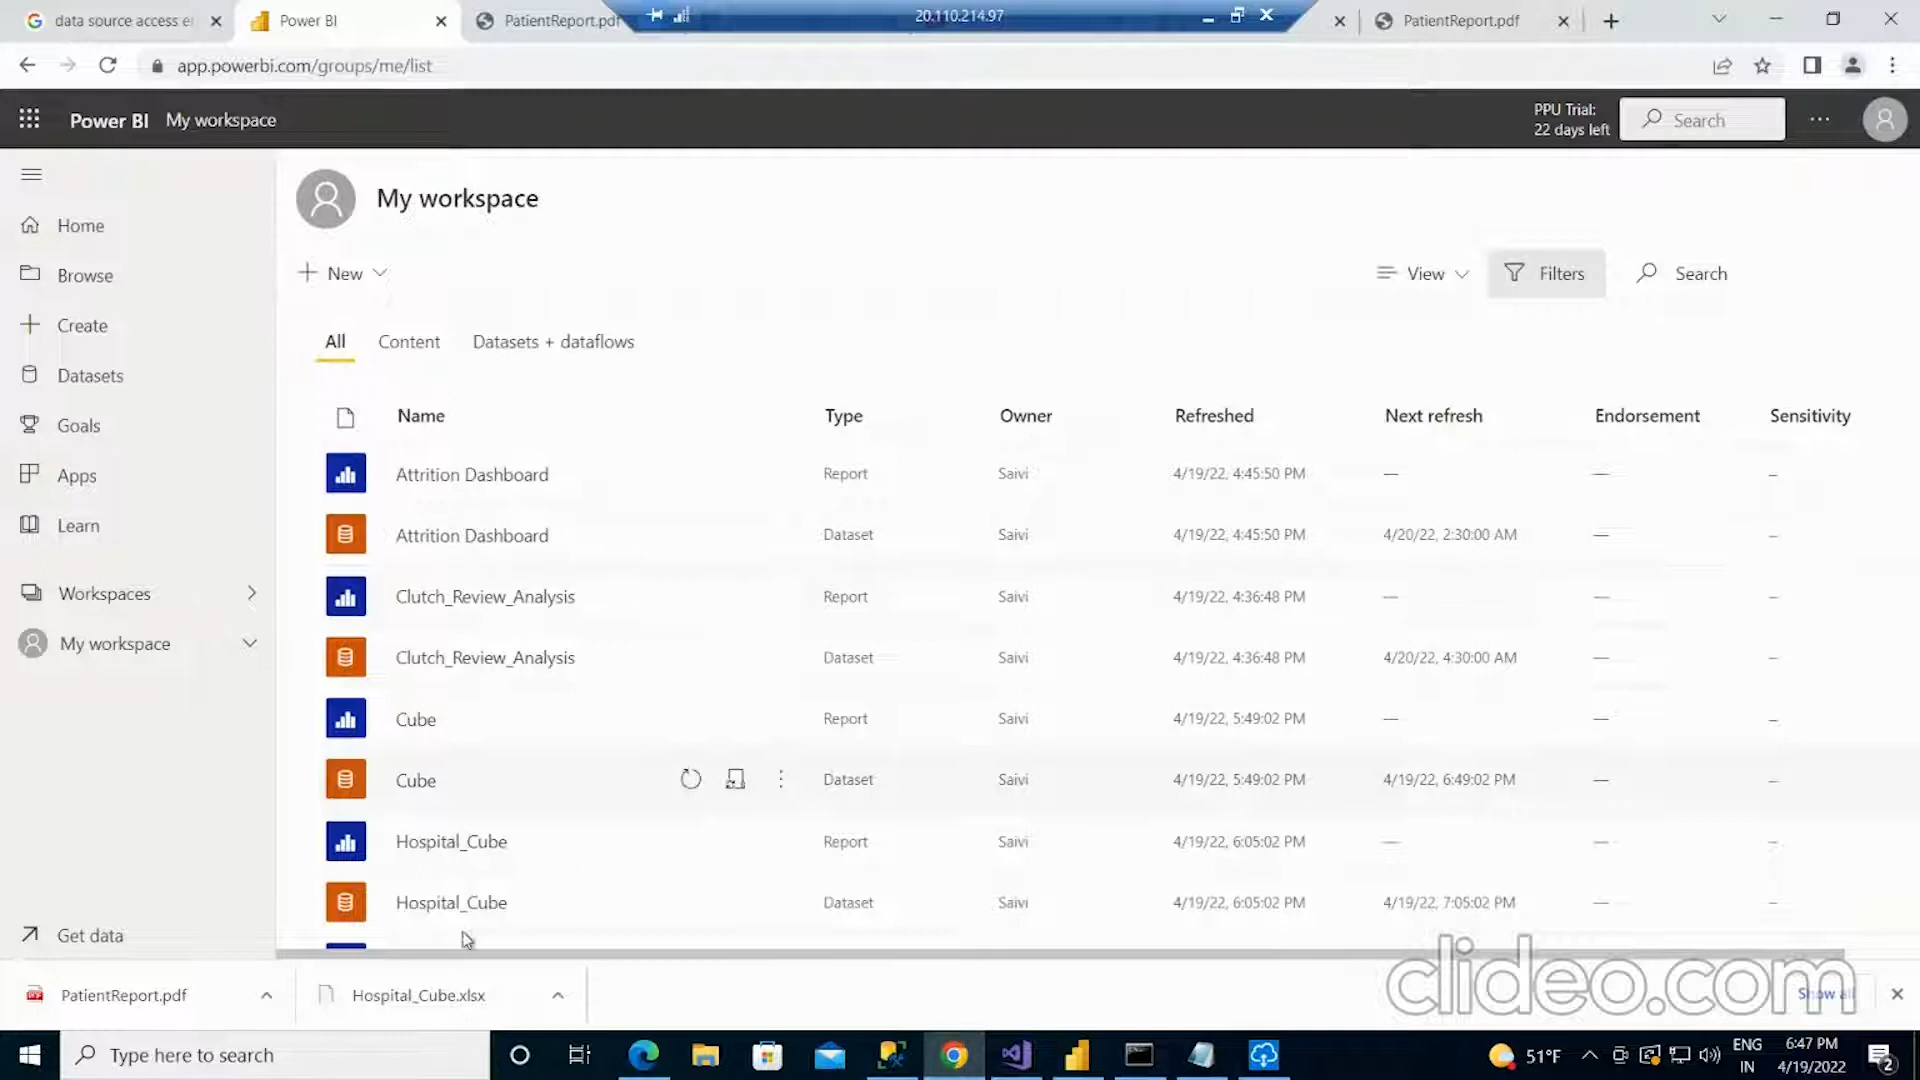 data source access e
Power BI
PatientReport.pdf
20.110.214.97
PatientReport.pdf
app.powerbi.com/groups/me/list
Power BI My workspace
PPU Trial:
22 days left
Search
My workspace
Home
Browse
Create
Datasets
Goals
Apps
Learn
Workspaces
My workspace
Get data
New
View
Filters
Search
All Content Datasets + dataflows
Name Type Owner Refreshed Next refresh Endorsement Sensitivity
Attrition Dashboard Report Saivi 4/19/22, 4:45:50 PM — — –
Attrition Dashboard Dataset Saivi 4/19/22, 4:45:50 PM 4/20/22, 2:30:00 AM — –
Clutch_Review_Analysis Report Saivi 4/19/22, 4:36:48 PM — — –
Clutch_Review_Analysis Dataset Saivi 4/19/22, 4:36:48 PM 4/20/22, 4:30:00 AM — –
Cube Report Saivi 4/19/22, 5:49:02 PM — — –
Cube Dataset Saivi 4/19/22, 5:49:02 PM 4/19/22, 6:49:02 PM — –
Hospital_Cube Report Saivi 4/19/22, 6:05:02 PM — — –
Hospital_Cube Dataset Saivi 4/19/22, 6:05:02 PM 4/19/22, 7:05:02 PM — –
PatientReport.pdf
Hospital_Cube.xlsx
Show all
clideo.com
Type here to search
51°F
ENG
IN
6:47 PM
4/19/2022
2